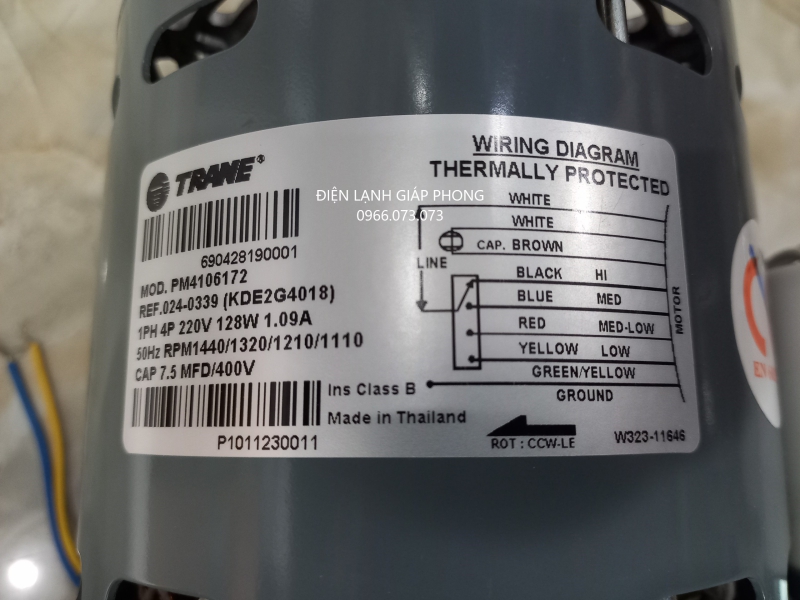 TRANE®
690428190001
MOD. PM4106172
REF.024-0339 (KDE2G4018)
1PH 4P 220V 128W 1.09A
50Hz RPM1440/1320/1210/1110
CAP 7.5 MFD/400V
P1011230011
Ins Class B
Made in Thailand
ĐIỆN LẠNH GIÁP PHONG
0966.073.073
WIRING DIAGRAM
THERMALLY PROTECTED
WHITE
WHITE
CAP. BROWN
LINE
BLACK HI
BLUE MED
RED MED-LOW
YELLOW LOW
GREEN/YELLOW
GROUND
MOTOR
ROT : CCW-LE
W323-11646